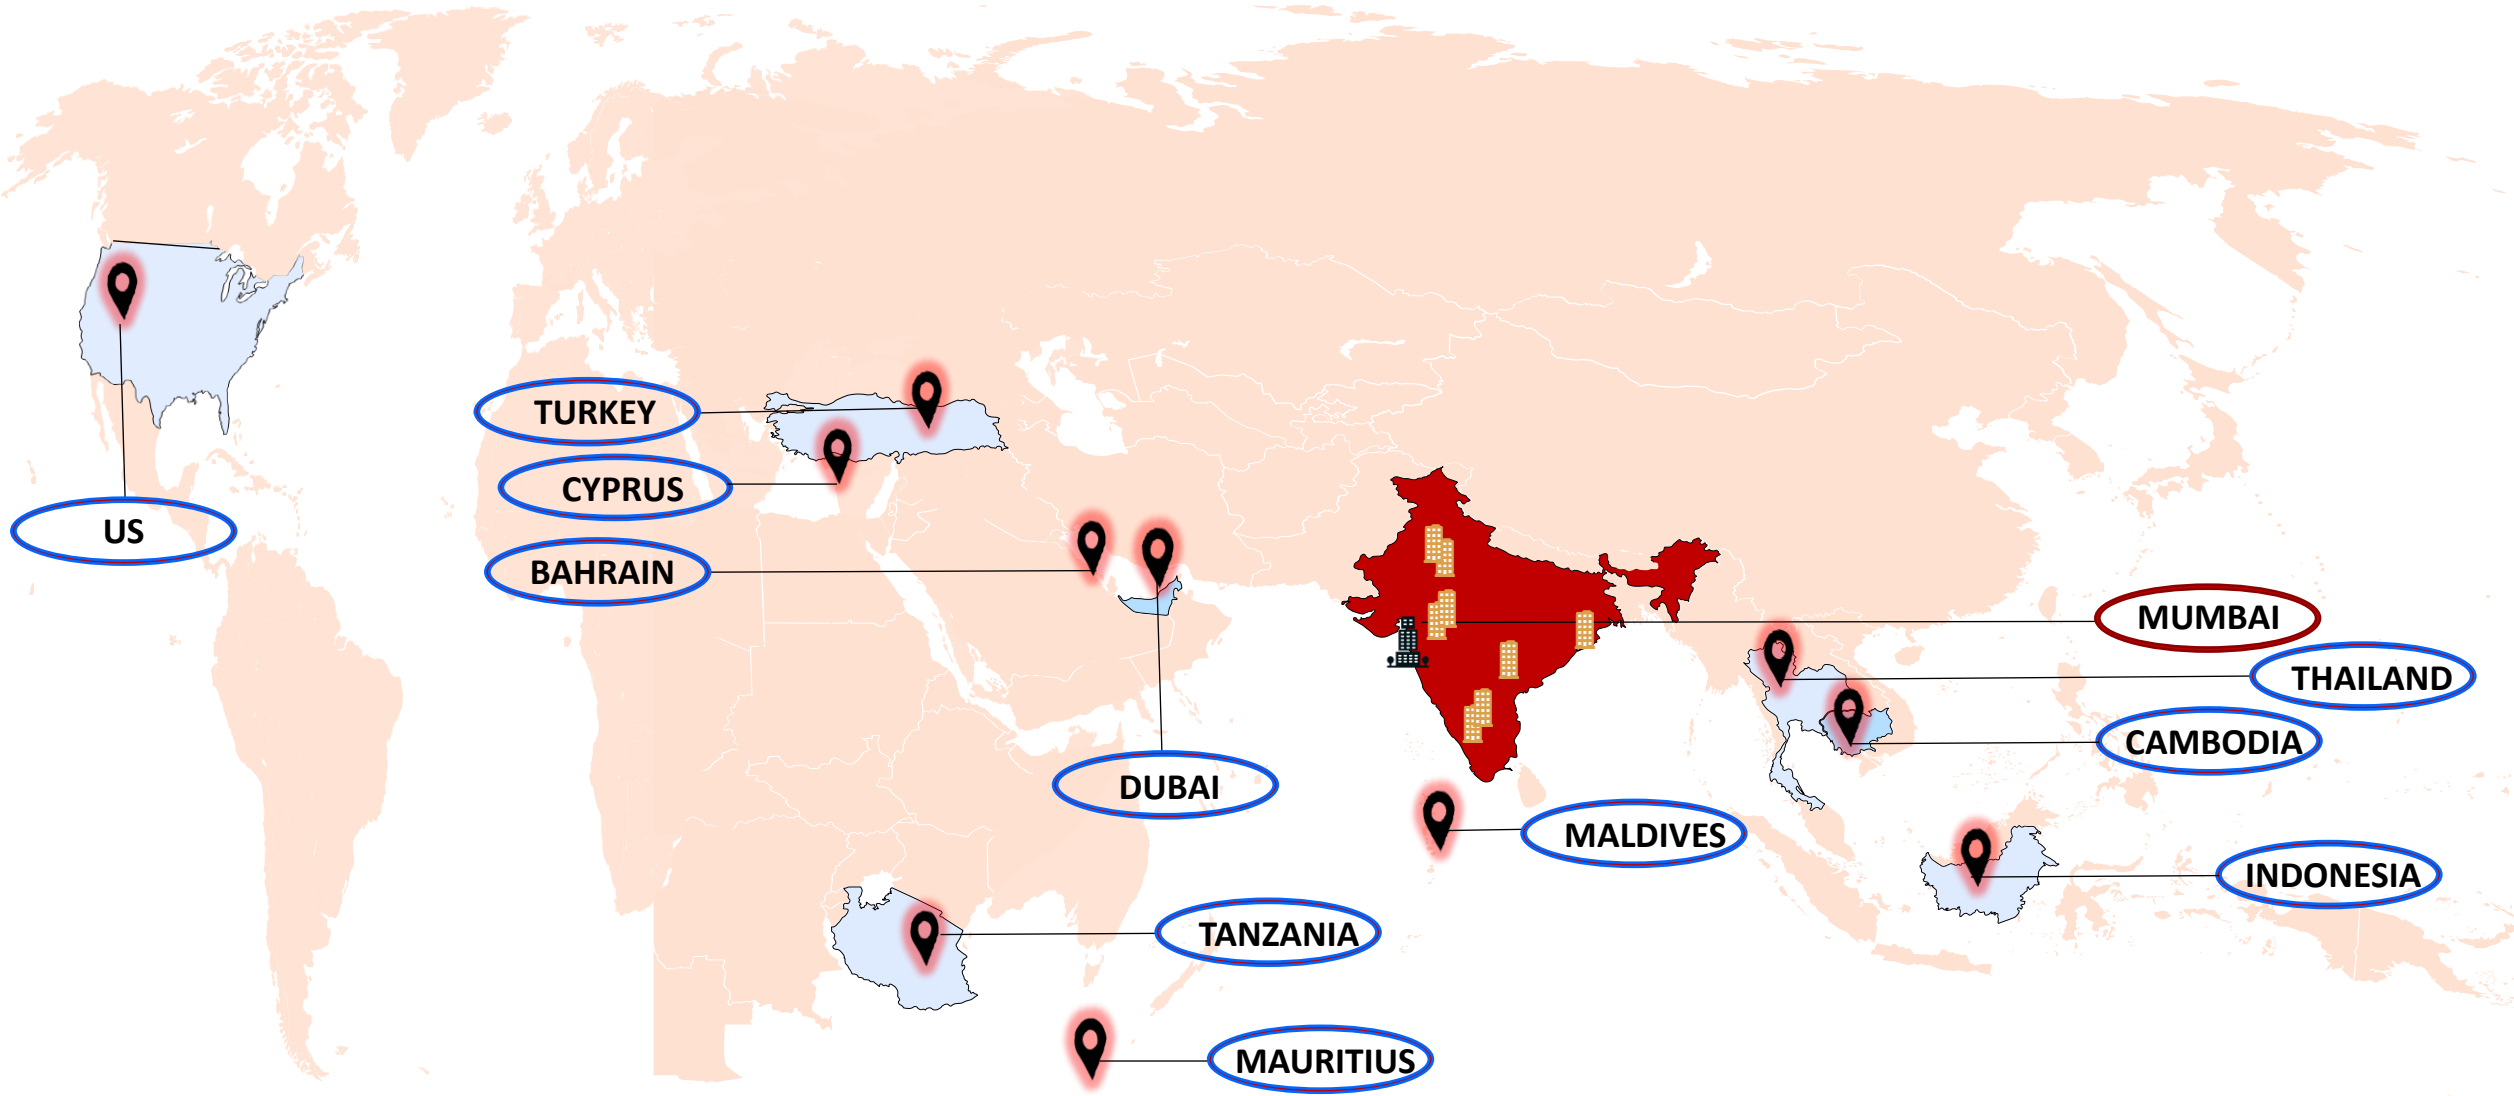 TURKEY
CYPRUS
US
BAHRAIN
MUMBAI
THAILAND
CAMBODIA
DUBAI
MALDIVES
INDONESIA
TANZANIA
MAURITIUS